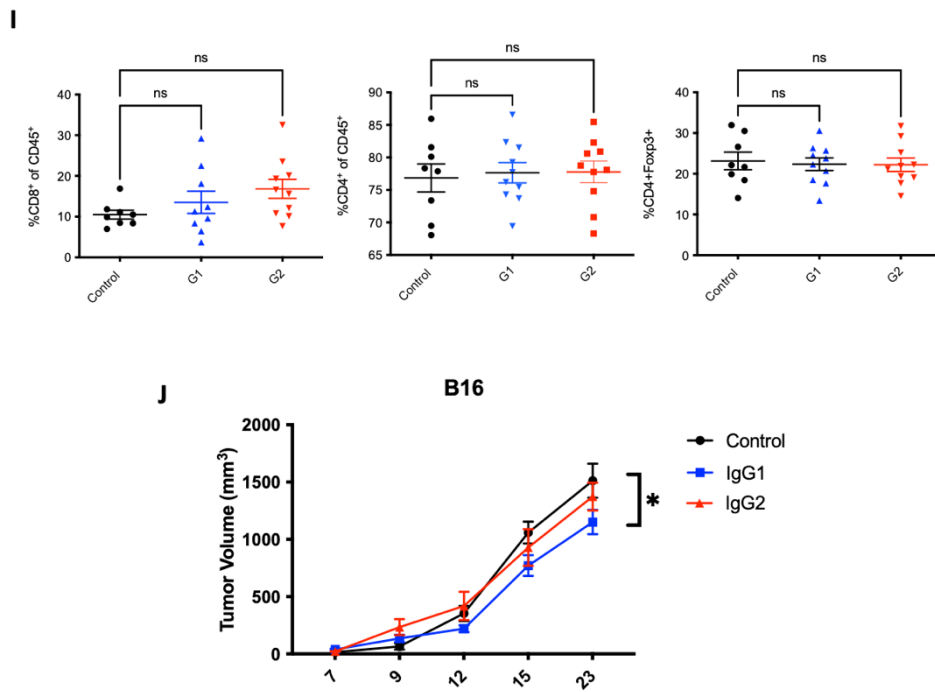 I
ns
ns
%CD8⁺ of CD45⁺
40
30
20
10
0
Control
G1
G2
ns
ns
%CD4⁺ of CD45⁺
90
85
80
75
70
65
Control
G1
G2
ns
ns
%CD4+Foxp3+
40
30
20
10
0
Control
G1
G2
J
B16
Tumor Volume (mm³)
2000
1500
1000
500
0
7
9
12
15
23
Control
IgG1
IgG2
*